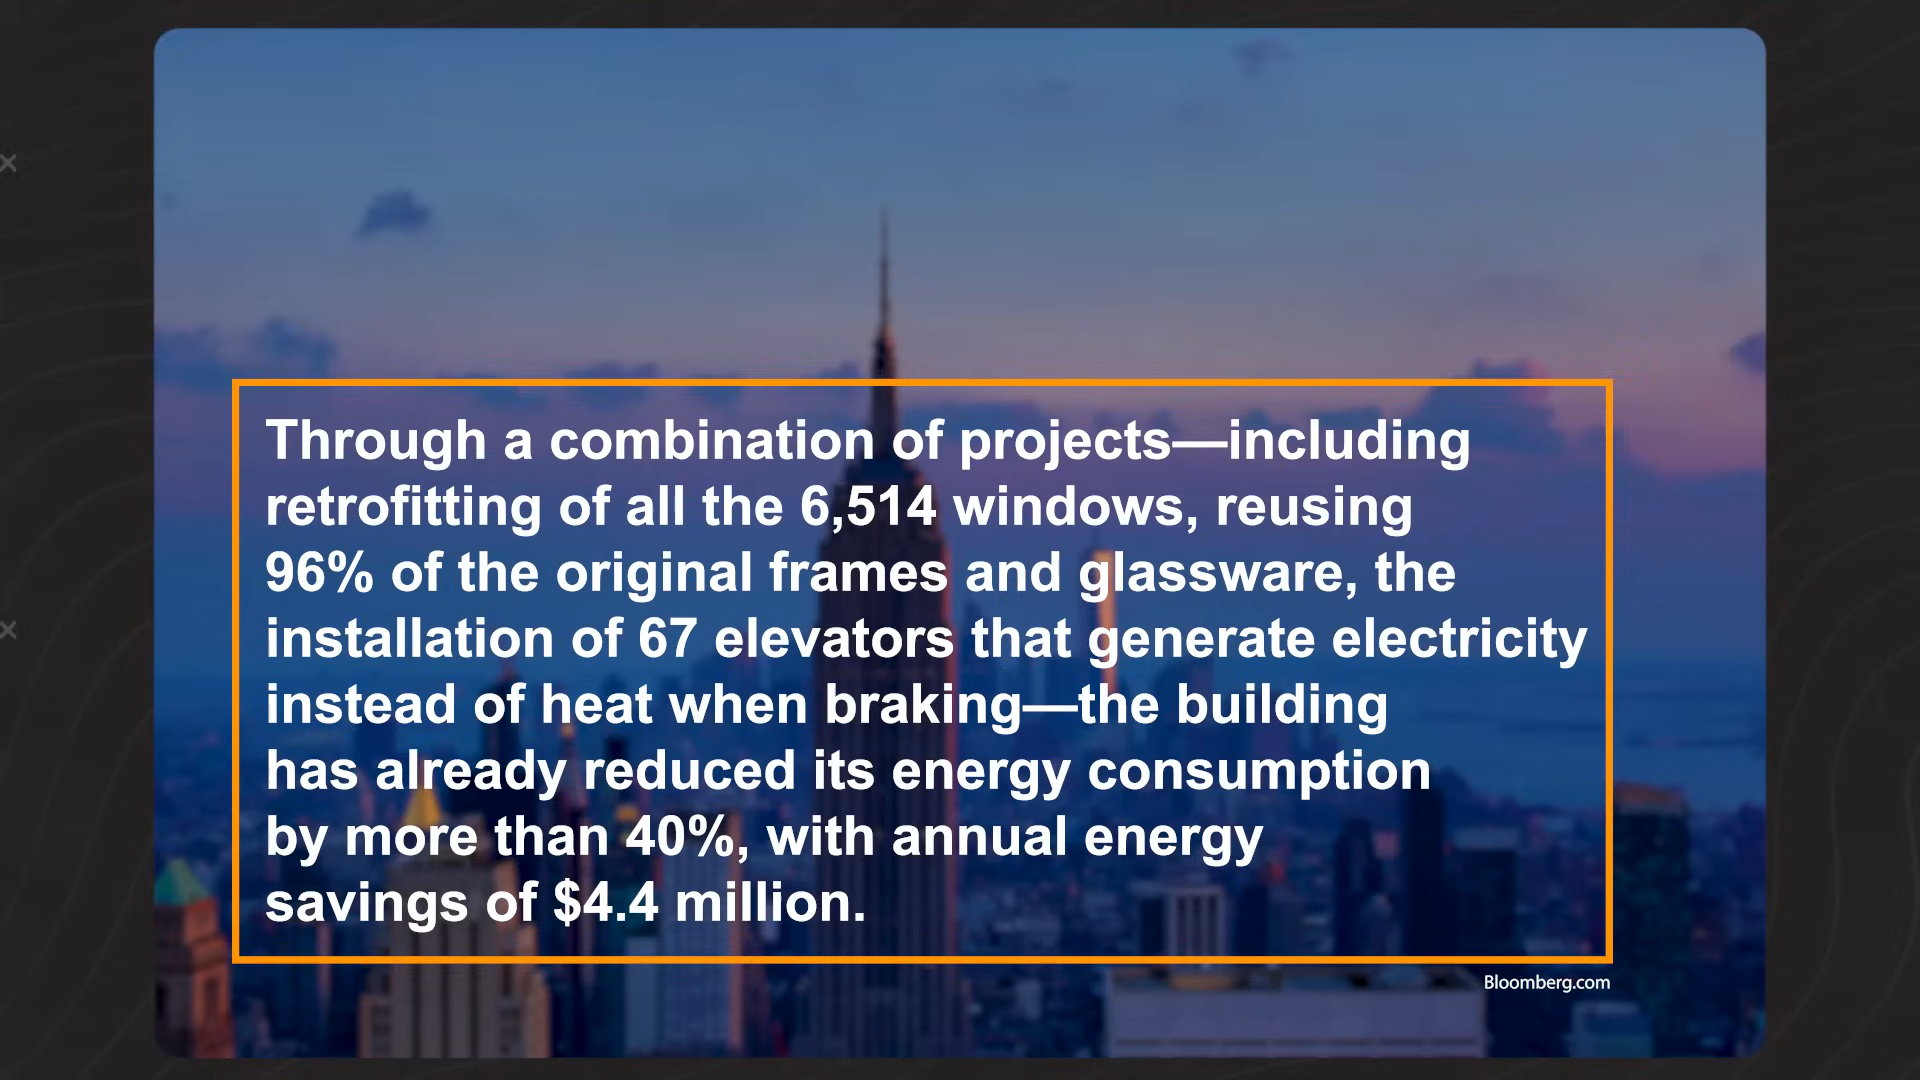 Through a combination of projects—including
retrofitting of all the 6,514 windows, reusing
96% of the original frames and glassware, the
installation of 67 elevators that generate electricity
instead of heat when braking—the building
has already reduced its energy consumption
by more than 40%, with annual energy
savings of $4.4 million.
Bloomberg.com